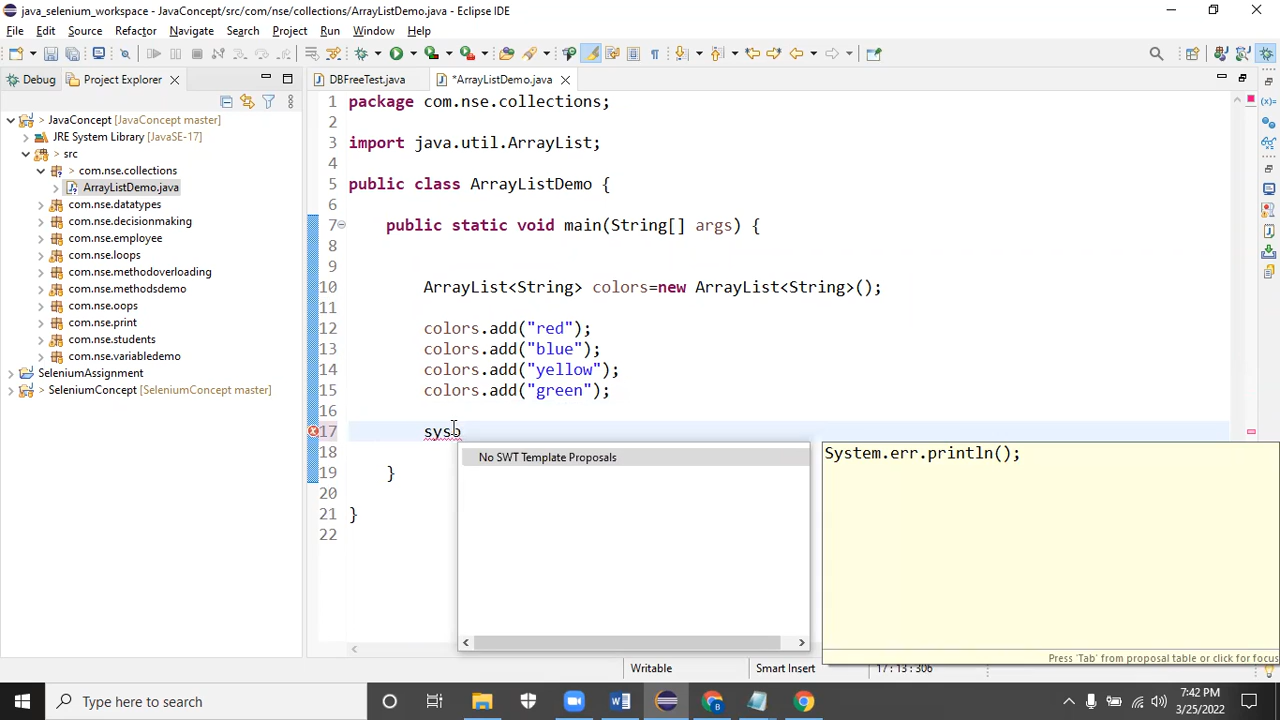 java_selenium_workspace - JavaConcept/src/com/nse/collections/ArrayListDemo.java - Eclipse IDE
File Edit Source Refactor Navigate Search Project Run Window Help
Debug Project Explorer
DBFreeTest.java *ArrayListDemo.java
JavaConcept [JavaConcept master]
JRE System Library [JavaSE-17]
> src
> com.nse.collections
ArrayListDemo.java
com.nse.datatypes
com.nse.decisionmaking
com.nse.employee
com.nse.loops
com.nse.methodoverloading
com.nse.methodsdemo
com.nse.oops
com.nse.print
com.nse.students
com.nse.variabledemo
SeleniumAssignment
> SeleniumConcept [SeleniumConcept master]
1 package com.nse.collections;
2
3 import java.util.ArrayList;
4
5 public class ArrayListDemo {
6
7 public static void main(String[] args) {
8
9
10 ArrayList<String> colors=new ArrayList<String>();
11
12 colors.add("red");
13 colors.add("blue");
14 colors.add("yellow");
15 colors.add("green");
16
17 syso
18
19 }
20
21 }
22
No SWT Template Proposals
System.err.println();
Press 'Tab' from proposal table or click for focus
Writable Smart Insert 17 : 13 : 306
Type here to search
7:42 PM
3/25/2022